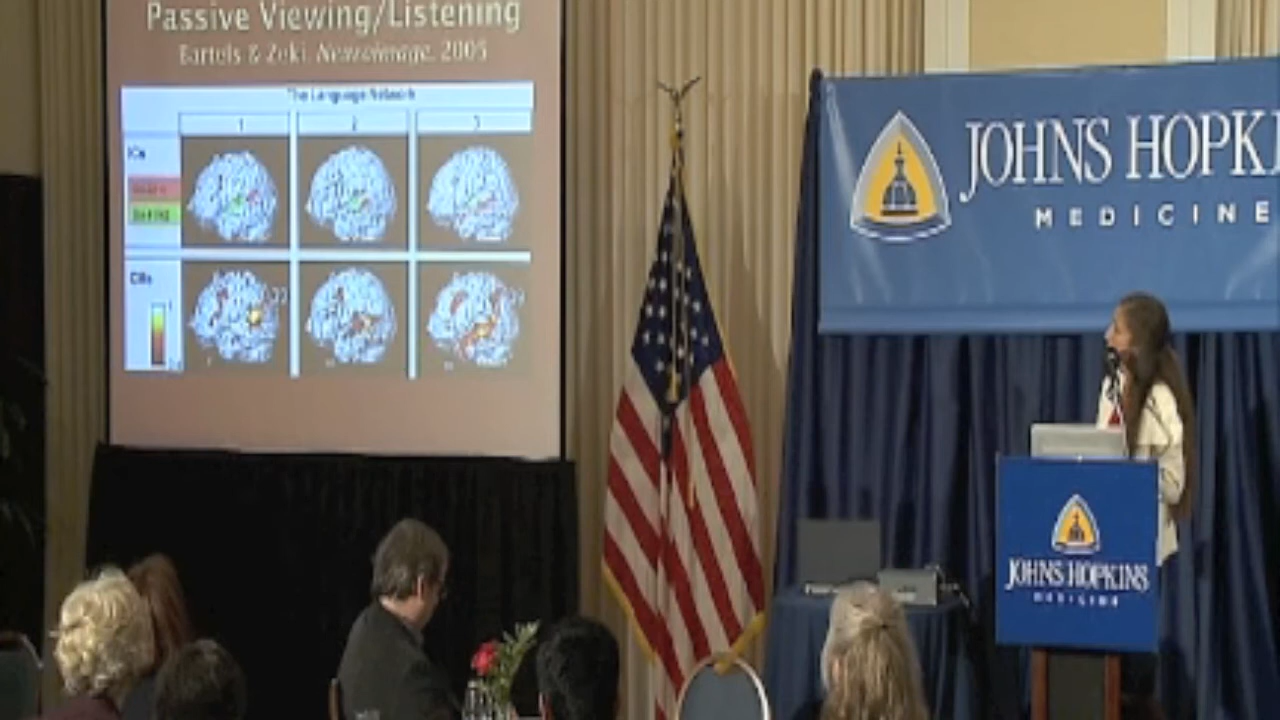 Passive Viewing/Listening
Bartels & Zeki, Neuroimage, 2005
The Language Network
1
2
3
ICs
JOHNS HOPKI
MEDICINE
JOHNS HOPKINS
MEDICINE